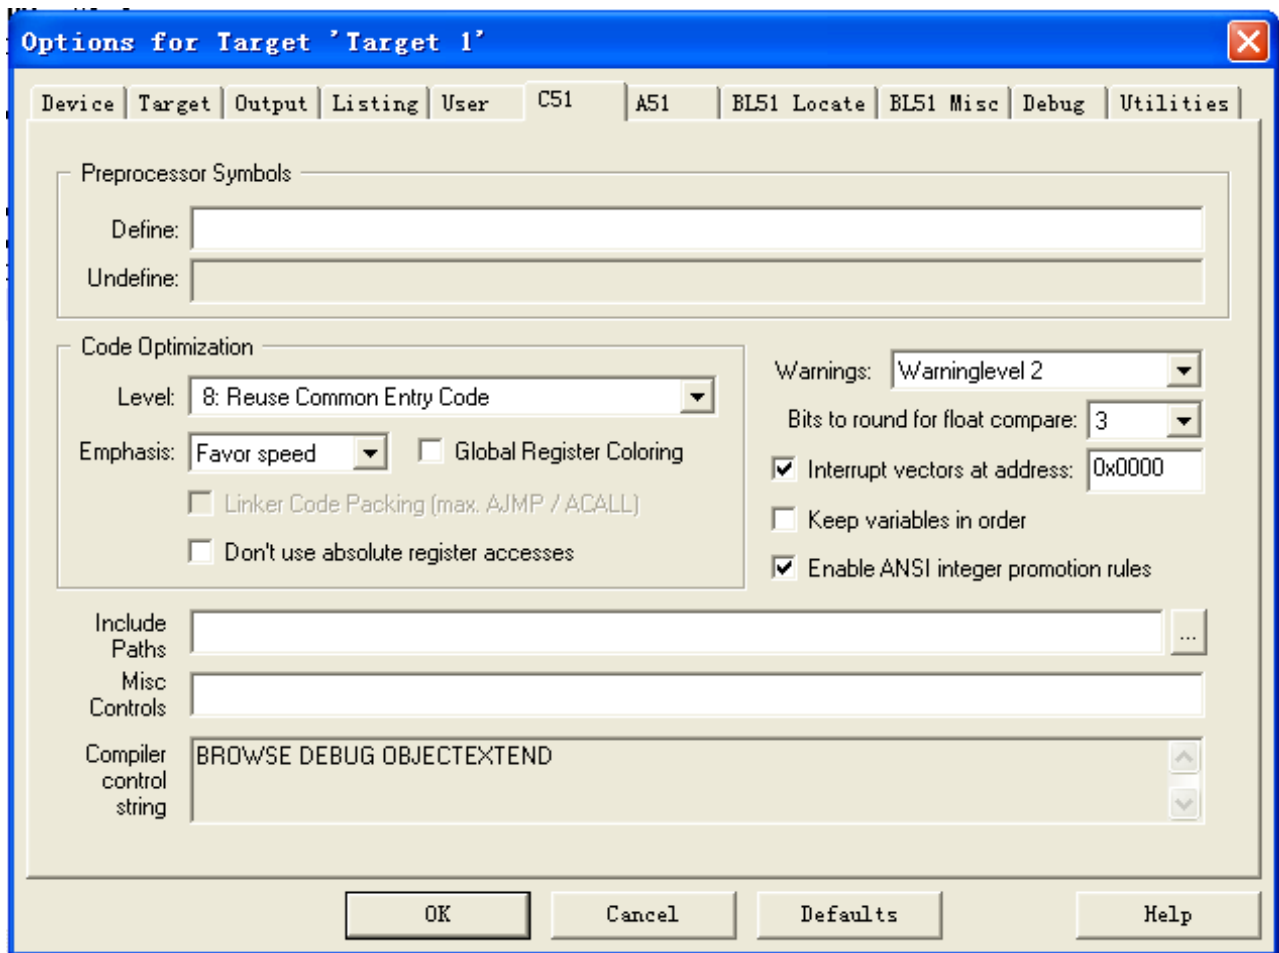 Options for Target 'Target 1'
Device Target Output Listing User C51 A51 BL51 Locate BL51 Misc Debug Utilities
Preprocessor Symbols
Define:
Undefine:
Code Optimization
Level: 8: Reuse Common Entry Code
Emphasis: Favor speed Global Register Coloring
Linker Code Packing (max. AJMP / ACALL)
Don't use absolute register accesses
Warnings: Warninglevel 2
Bits to round for float compare: 3
Interrupt vectors at address: 0x0000
Keep variables in order
Enable ANSI integer promotion rules
Include
Paths
...
Misc
Controls
Compiler
control
string
BROWSE DEBUG OBJECTEXTEND
OK Cancel Defaults Help